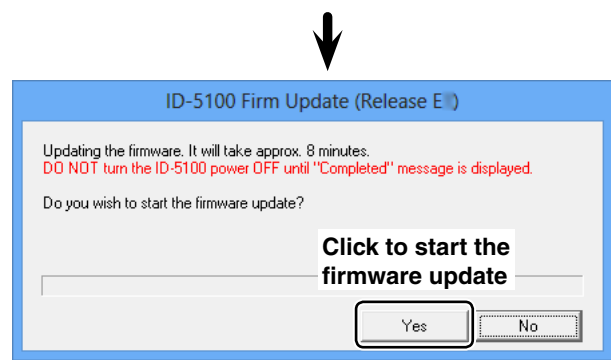 ID-5100 Firm Update (Release E )
Updating the firmware. It will take approx. 8 minutes.
DO NOT turn the ID-5100 power OFF until "Completed" message is displayed.
Do you wish to start the firmware update?
Click to start the
firmware update
Yes No